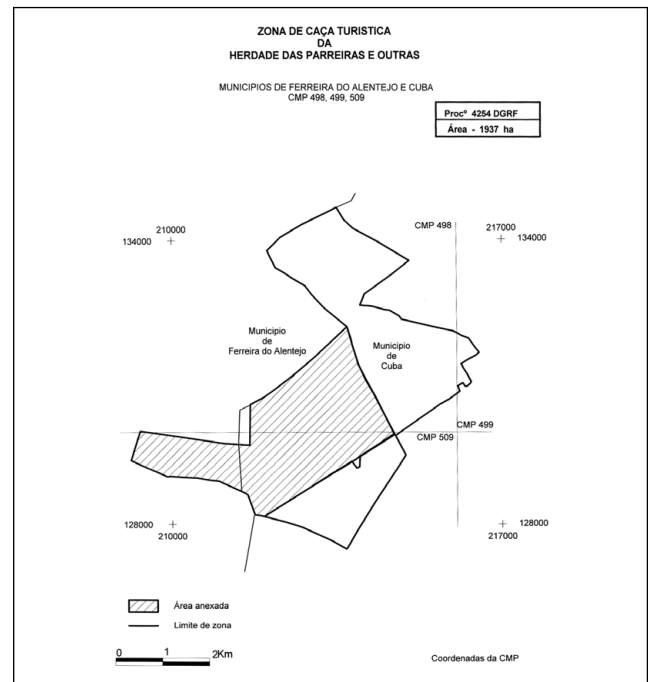 ZONA DE CAÇA TURISTICA
DA
HERDADE DAS PARREIRAS E OUTRAS
MUNICIPIOS DE FERREIRA DO ALENTEJO E CUBA
CMP 498, 499, 509
Procº 4254 DGRF
Área - 1937 ha
210000
134000
CMP 498
217000
134000
Municipio
de
Ferreira do Alentejo
Municipio
de
Cuba
CMP 499
CMP 509
128000
210000
128000
217000
Área anexada
Limite de zona
0 1 2Km
Coordenadas da CMP